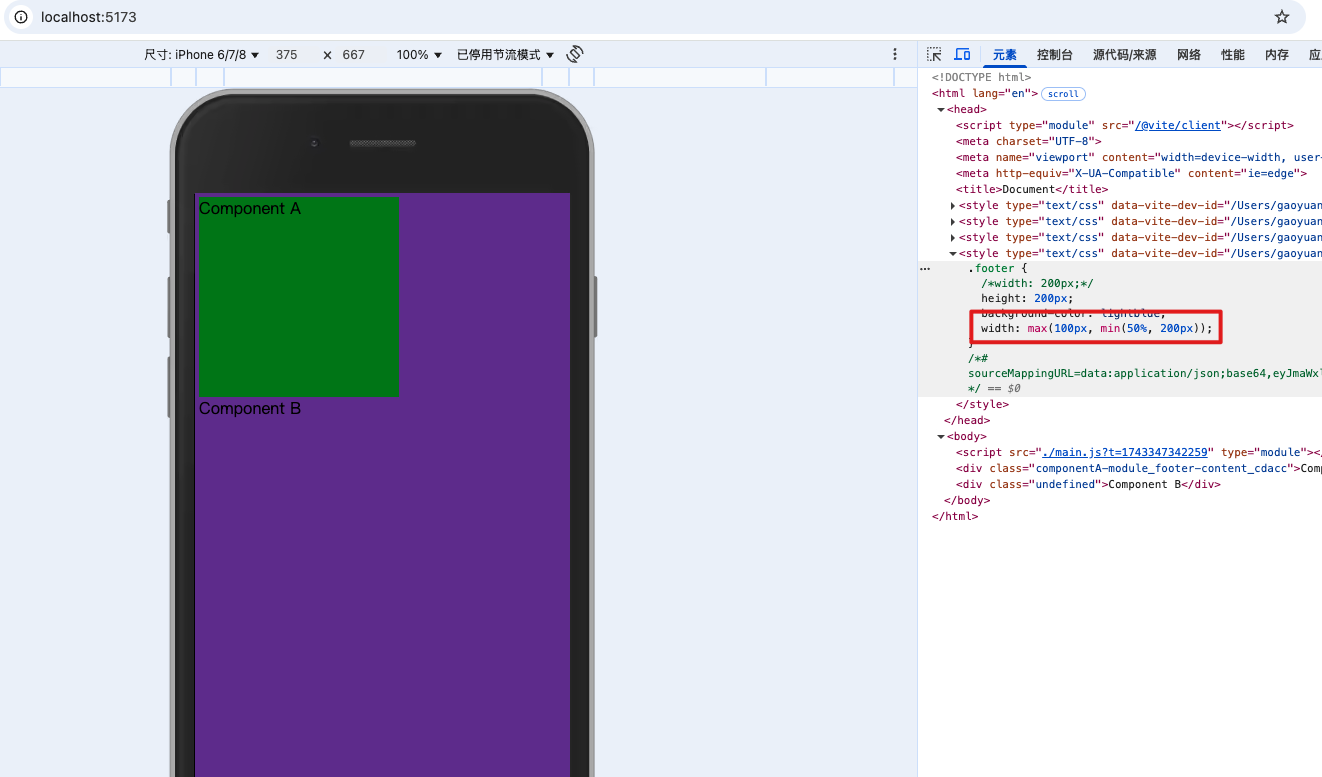 localhost:5173
尺寸: iPhone 6/7/8 ▼ 375 × 667 100% ▼ 已停用节流模式 ▼
元素 控制台 源代码/来源 网络 性能 内存 应
<!DOCTYPE html>
<html lang="en"> scroll
▼<head>
<script type="module" src="/@vite/client"></script>
<meta charset="UTF-8">
<meta name="viewport" content="width=device-width, user-
<meta http-equiv="X-UA-Compatible" content="ie=edge">
<title>Document</title>
▶<style type="text/css" data-vite-dev-id="/Users/gaoyuan
▶<style type="text/css" data-vite-dev-id="/Users/gaoyuan
▶<style type="text/css" data-vite-dev-id="/Users/gaoyuan
▼<style type="text/css" data-vite-dev-id="/Users/gaoyuan
.footer {
/*width: 200px;*/
height: 200px;
background-color: lightblue;
width: max(100px, min(50%, 200px));
}
/*#
sourceMappingURL=data:application/json;base64,eyJmaWxl
*/ == $0
</style>
</head>
▼<body>
<script src="./main.js?t=1743347342259" type="module"></
<div class="componentA-module_footer-content_cdacc">Com
<div class="undefined">Component B</div>
</body>
</html>
Component A
Component B